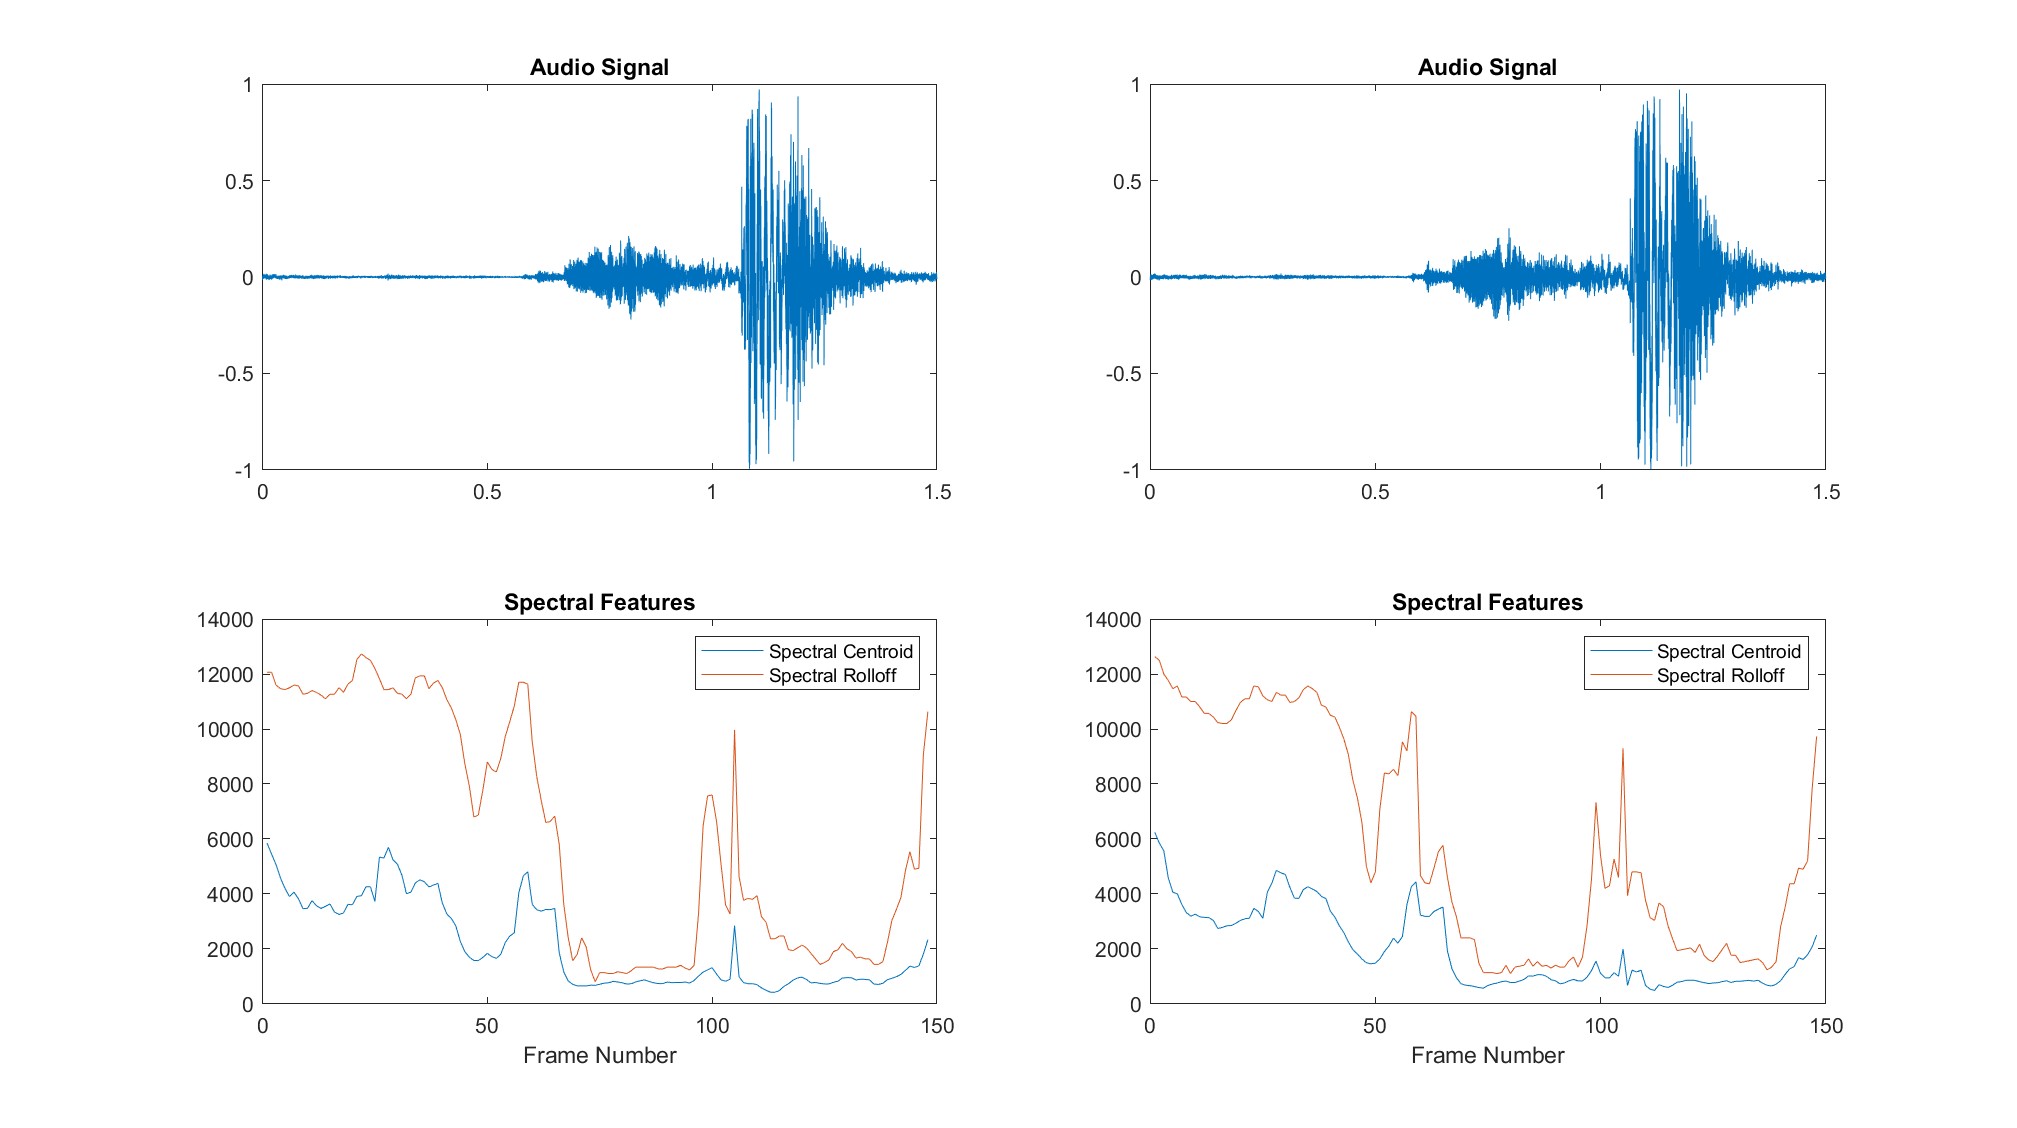 Audio Signal
1
0.5
0
-0.5
-1
0 0.5 1 1.5
Audio Signal
1
0.5
0
-0.5
-1
0 0.5 1 1.5
Spectral Features
14000
12000
10000
8000
6000
4000
2000
0
Spectral Centroid
Spectral Rolloff
0 50 100 150
Frame Number
Spectral Features
14000
12000
10000
8000
6000
4000
2000
0
Spectral Centroid
Spectral Rolloff
0 50 100 150
Frame Number